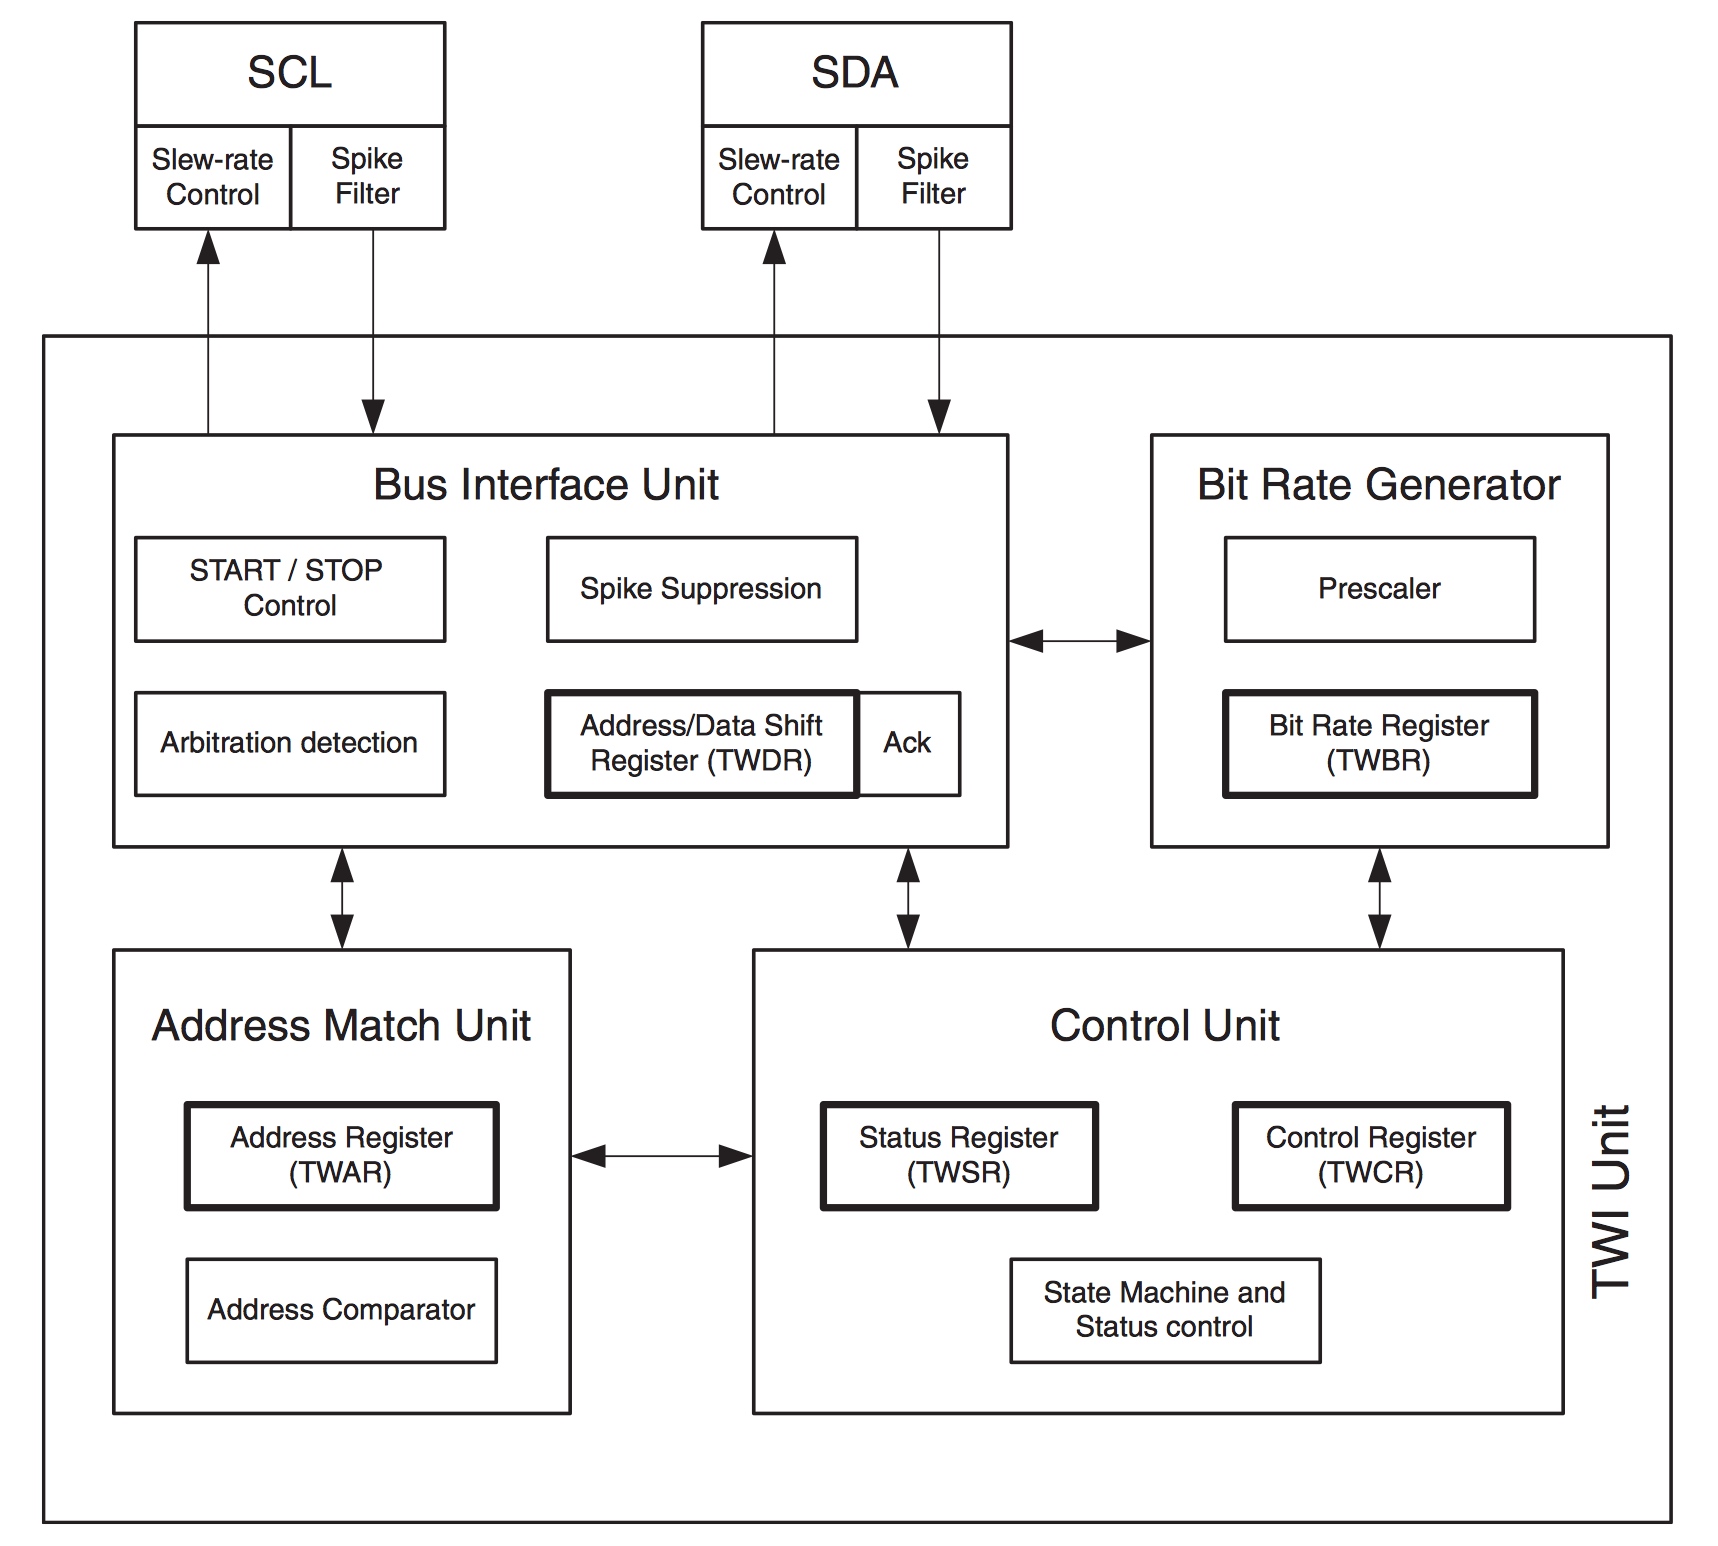 SCL
Slew-rate
Control
Spike
Filter
SDA
Slew-rate
Control
Spike
Filter
Bus Interface Unit
START / STOP
Control
Spike Suppression
Arbitration detection
Address/Data Shift
Register (TWDR)
Ack
Bit Rate Generator
Prescaler
Bit Rate Register
(TWBR)
Address Match Unit
Address Register
(TWAR)
Address Comparator
Control Unit
Status Register
(TWSR)
Control Register
(TWCR)
State Machine and
Status control
TWI Unit